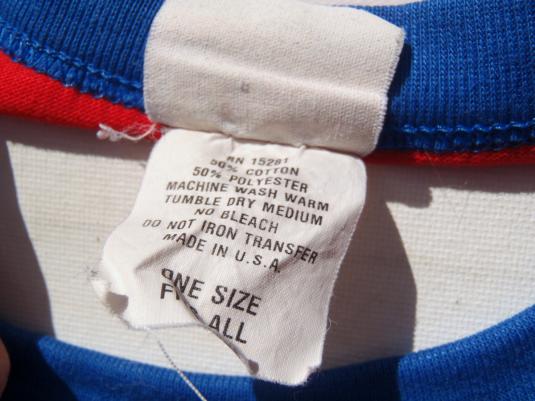 RN 15281
50% COTTON
50% POLYESTER
MACHINE WASH WARM
TUMBLE DRY MEDIUM
NO BLEACH
DO NOT IRON TRANSFER
MADE IN U.S.A.
ONE SIZE
FITS ALL